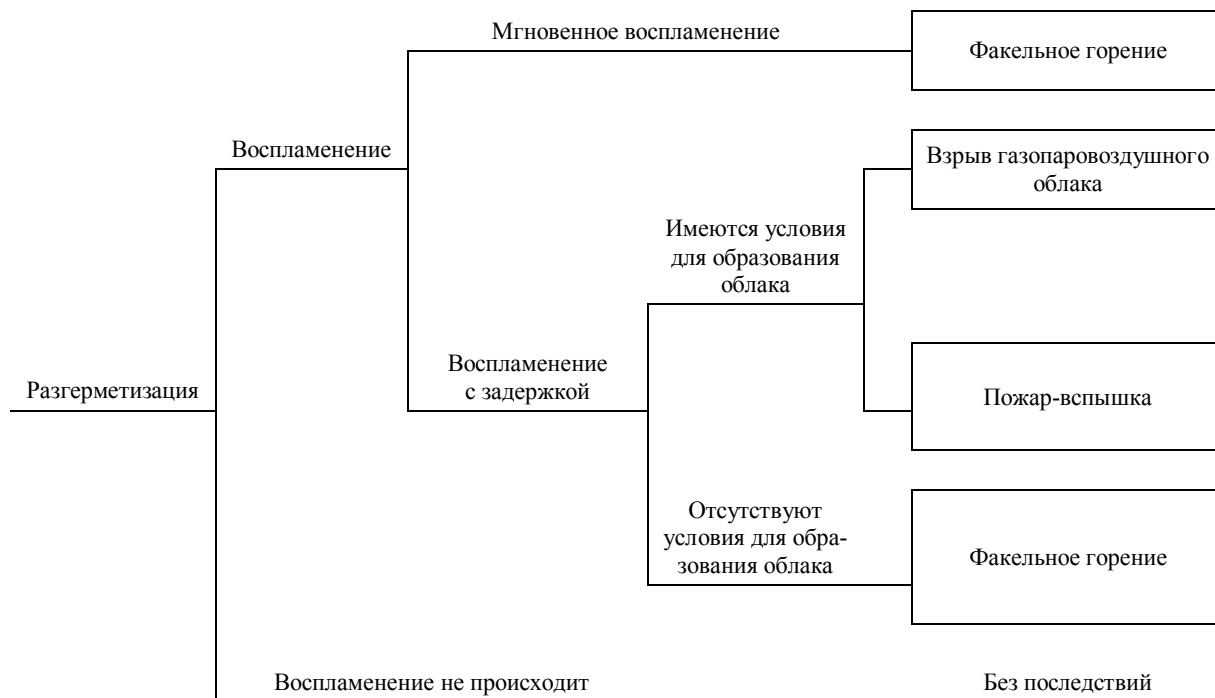 Мгновенное воспламенение
Факельное горение
Воспламенение
Взрыв газопаровоздушного
облака
Имеются условия
для образования
облака
Воспламенение
с задержкой
Разгерметизация
Пожар-вспышка
Отсутствуют
условия для обра-
зования облака
Факельное горение
Воспламенение не происходит
Без последствий